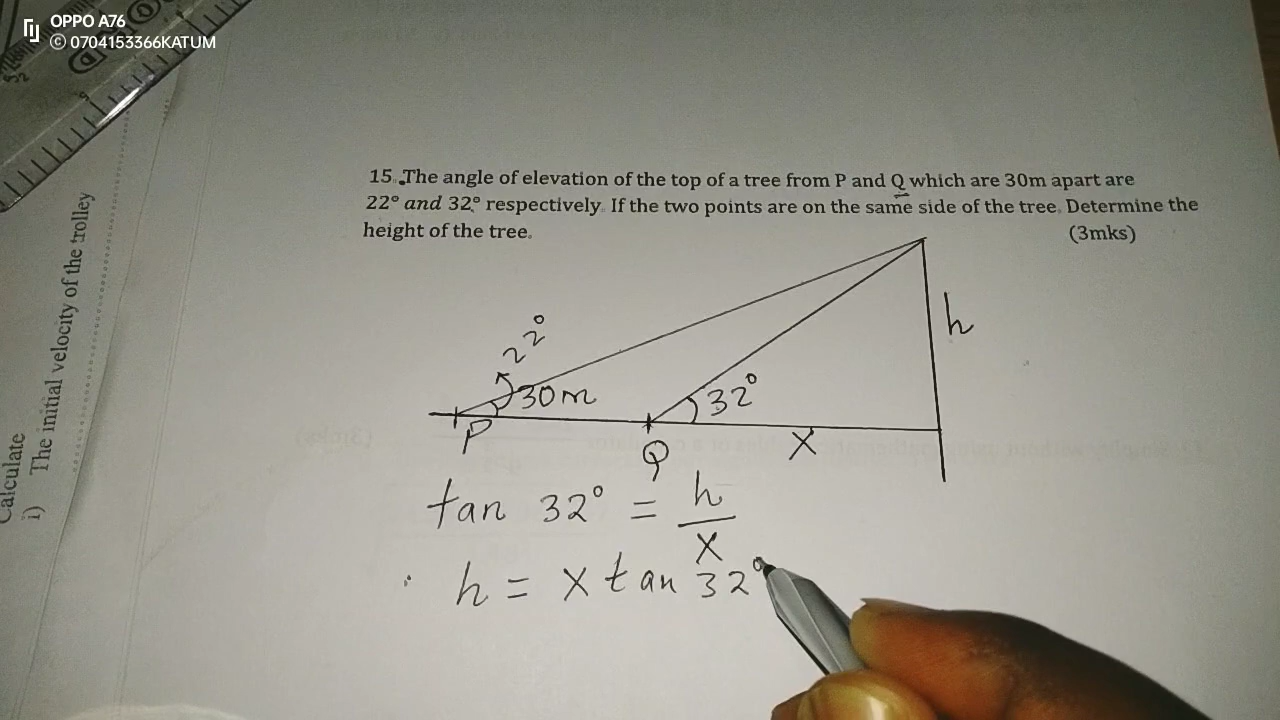 OPPO A76
© 0704153366KATUM
15. The angle of elevation of the top of a tree from P and Q which are 30m apart are
22° and 32° respectively. If the two points are on the same side of the tree. Determine the
height of the tree. (3mks)
22°
h
30m
32°
P
Q
X
tan 32° = h
X
h = X tan 32°
Calculate
i) The initial velocity of the trolley